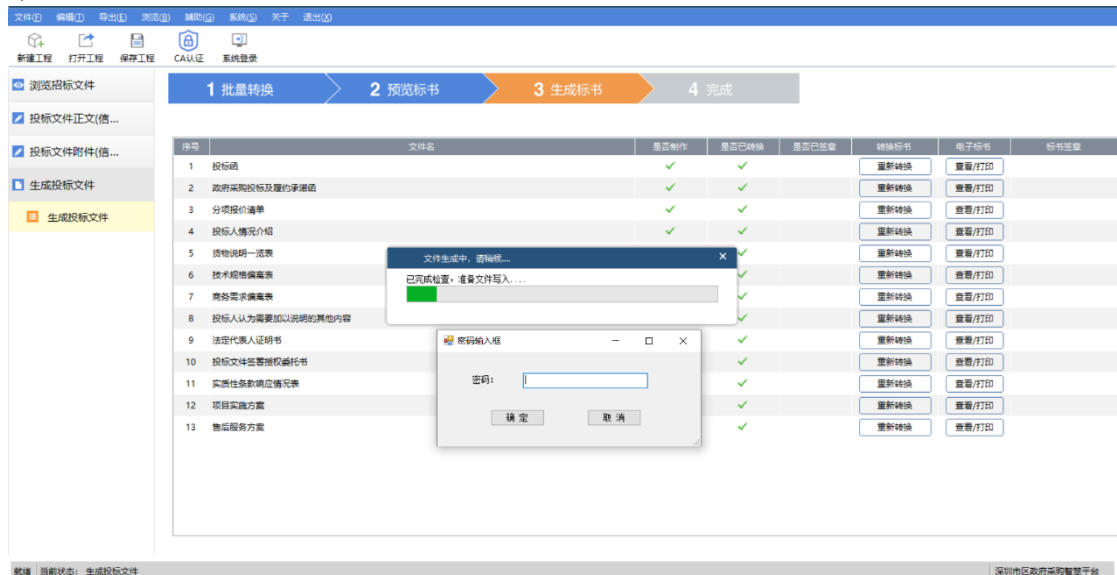 文件(F) 编辑(I) 导出(E) 浏览(B) 辅助(G) 系统(S) 关于 退出(X)
新建工程 打开工程 保存工程 CA认证 系统登录
浏览招标文件
投标文件正文(信...
投标文件附件(信...
生成投标文件
生成投标文件
1 批量转换 2 预览标书 3 生成标书 4 完成
序号 文件名 是否制作 是否已转换 是否已签章 转换标书 电子标书 标书签章
1 投标函 重新转换 查看/打印
2 政府采购投标及履约承诺函 重新转换 查看/打印
3 分项报价清单 重新转换 查看/打印
4 投标人情况介绍 重新转换 查看/打印
5 货物说明一览表 重新转换 查看/打印
6 技术规格偏离表 重新转换 查看/打印
7 商务需求偏离表 重新转换 查看/打印
8 投标人认为需要加以说明的其他内容 重新转换 查看/打印
9 法定代表人证明书 重新转换 查看/打印
10 投标文件签署授权委托书 重新转换 查看/打印
11 实质性条款响应情况表 重新转换 查看/打印
12 项目实施方案 重新转换 查看/打印
13 售后服务方案 重新转换 查看/打印
文件生成中，请稍候...
已完成检查，准备文件写入....
密码输入框
密码：
确 定 取 消
就绪 当前状态： 生成投标文件 深圳市区政府采购智慧平台